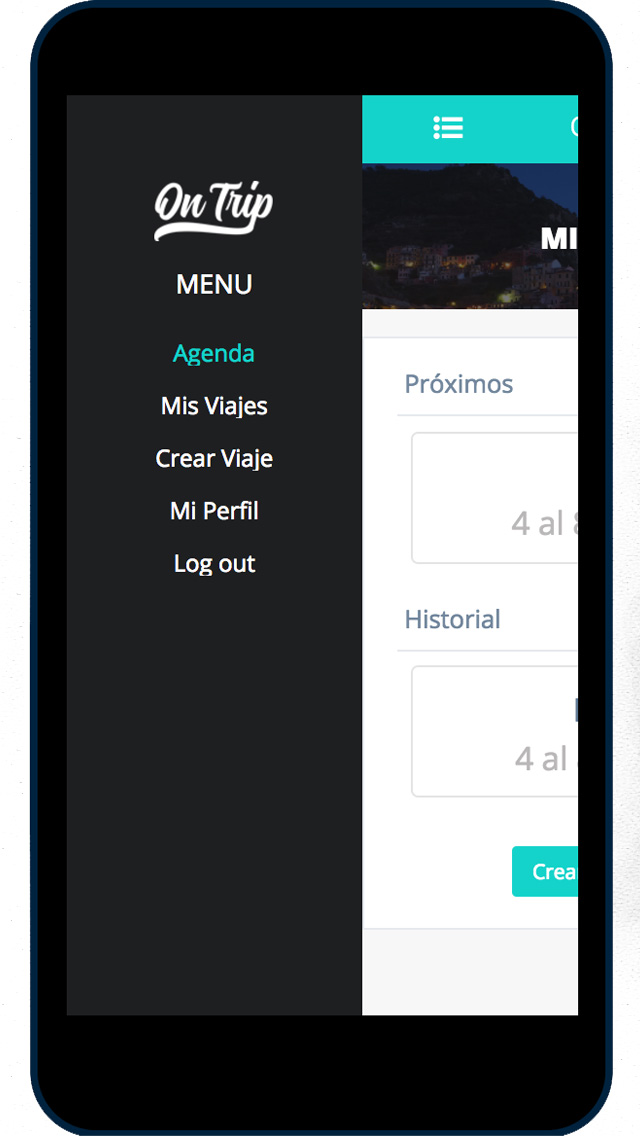 On Trip
MENU
Agenda
Mis Viajes
Crear Viaje
Mi Perfil
Log out
MI
Próximos
4 al
Historial
4 al
Crea